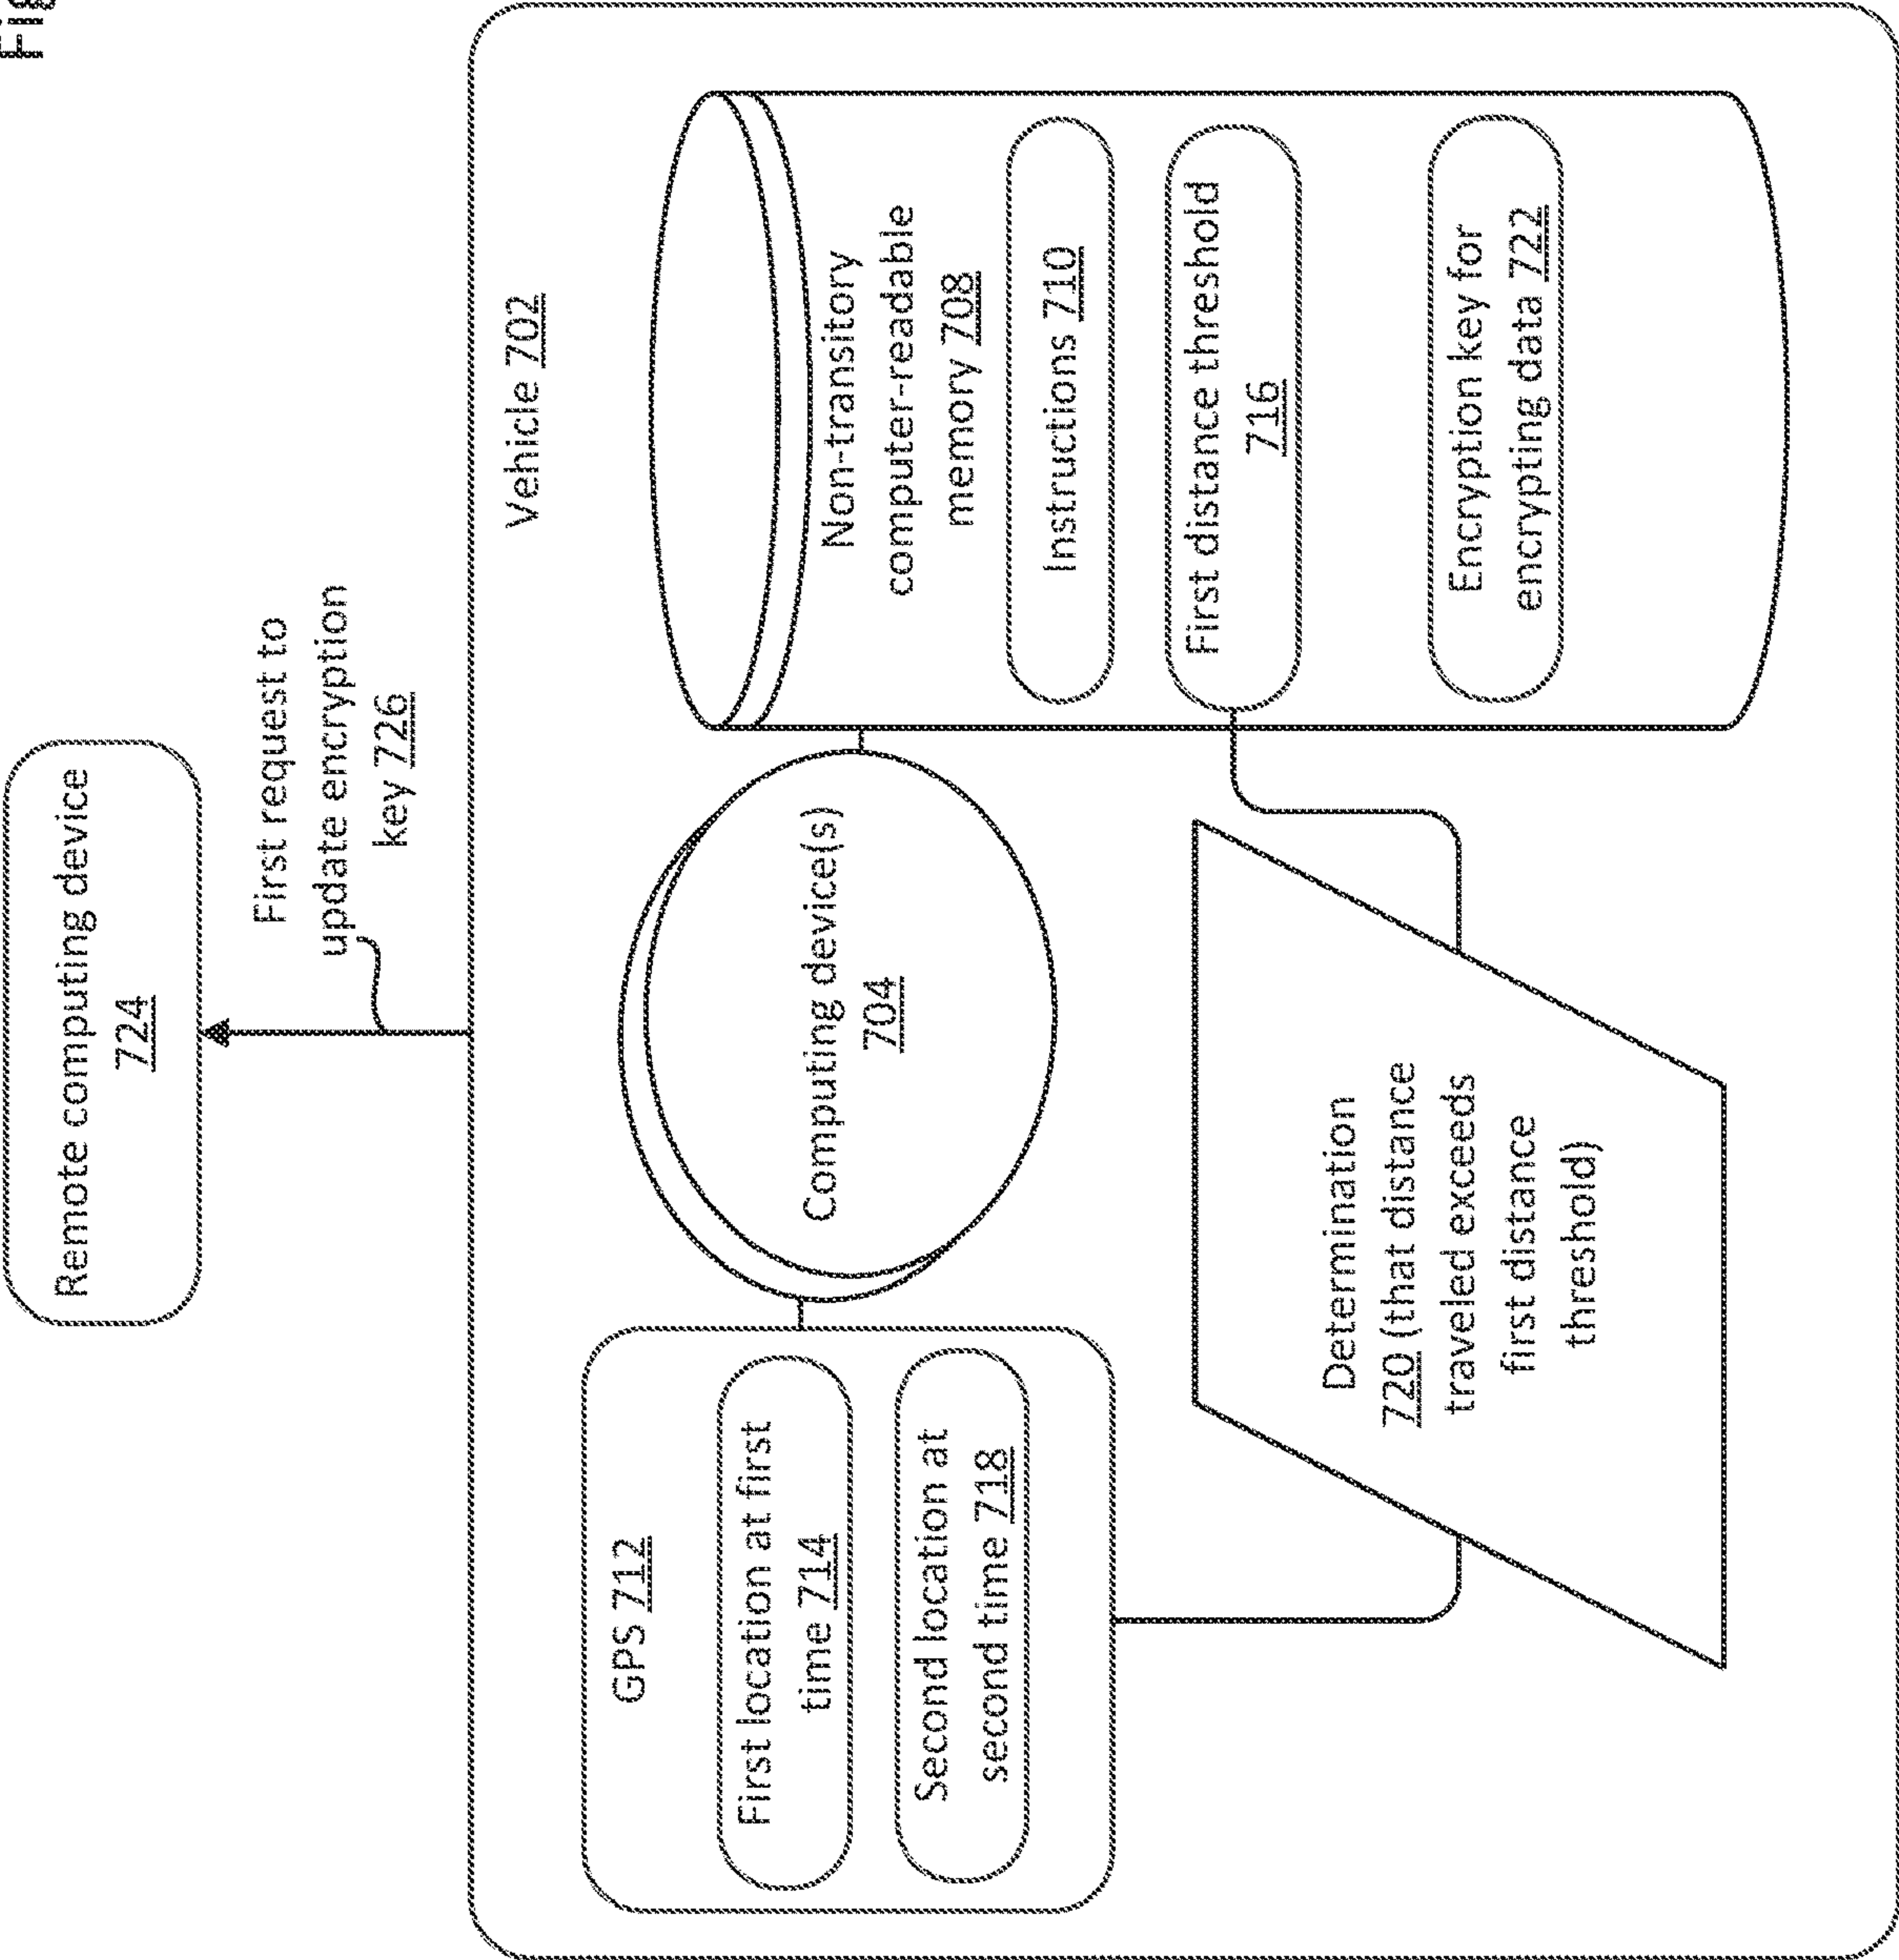 Remote computing device
724
First request to
update encryption
key 726
Vehicle 702
GPS 712
First location at first
time 714
Second location at
second time 718
Computing device(s)
704
Non-transitory
computer-readable
memory 708
Instructions 710
First distance threshold
716
Encryption key for
encrypting data 722
Determination
720 (that distance
traveled exceeds
first distance
threshold)